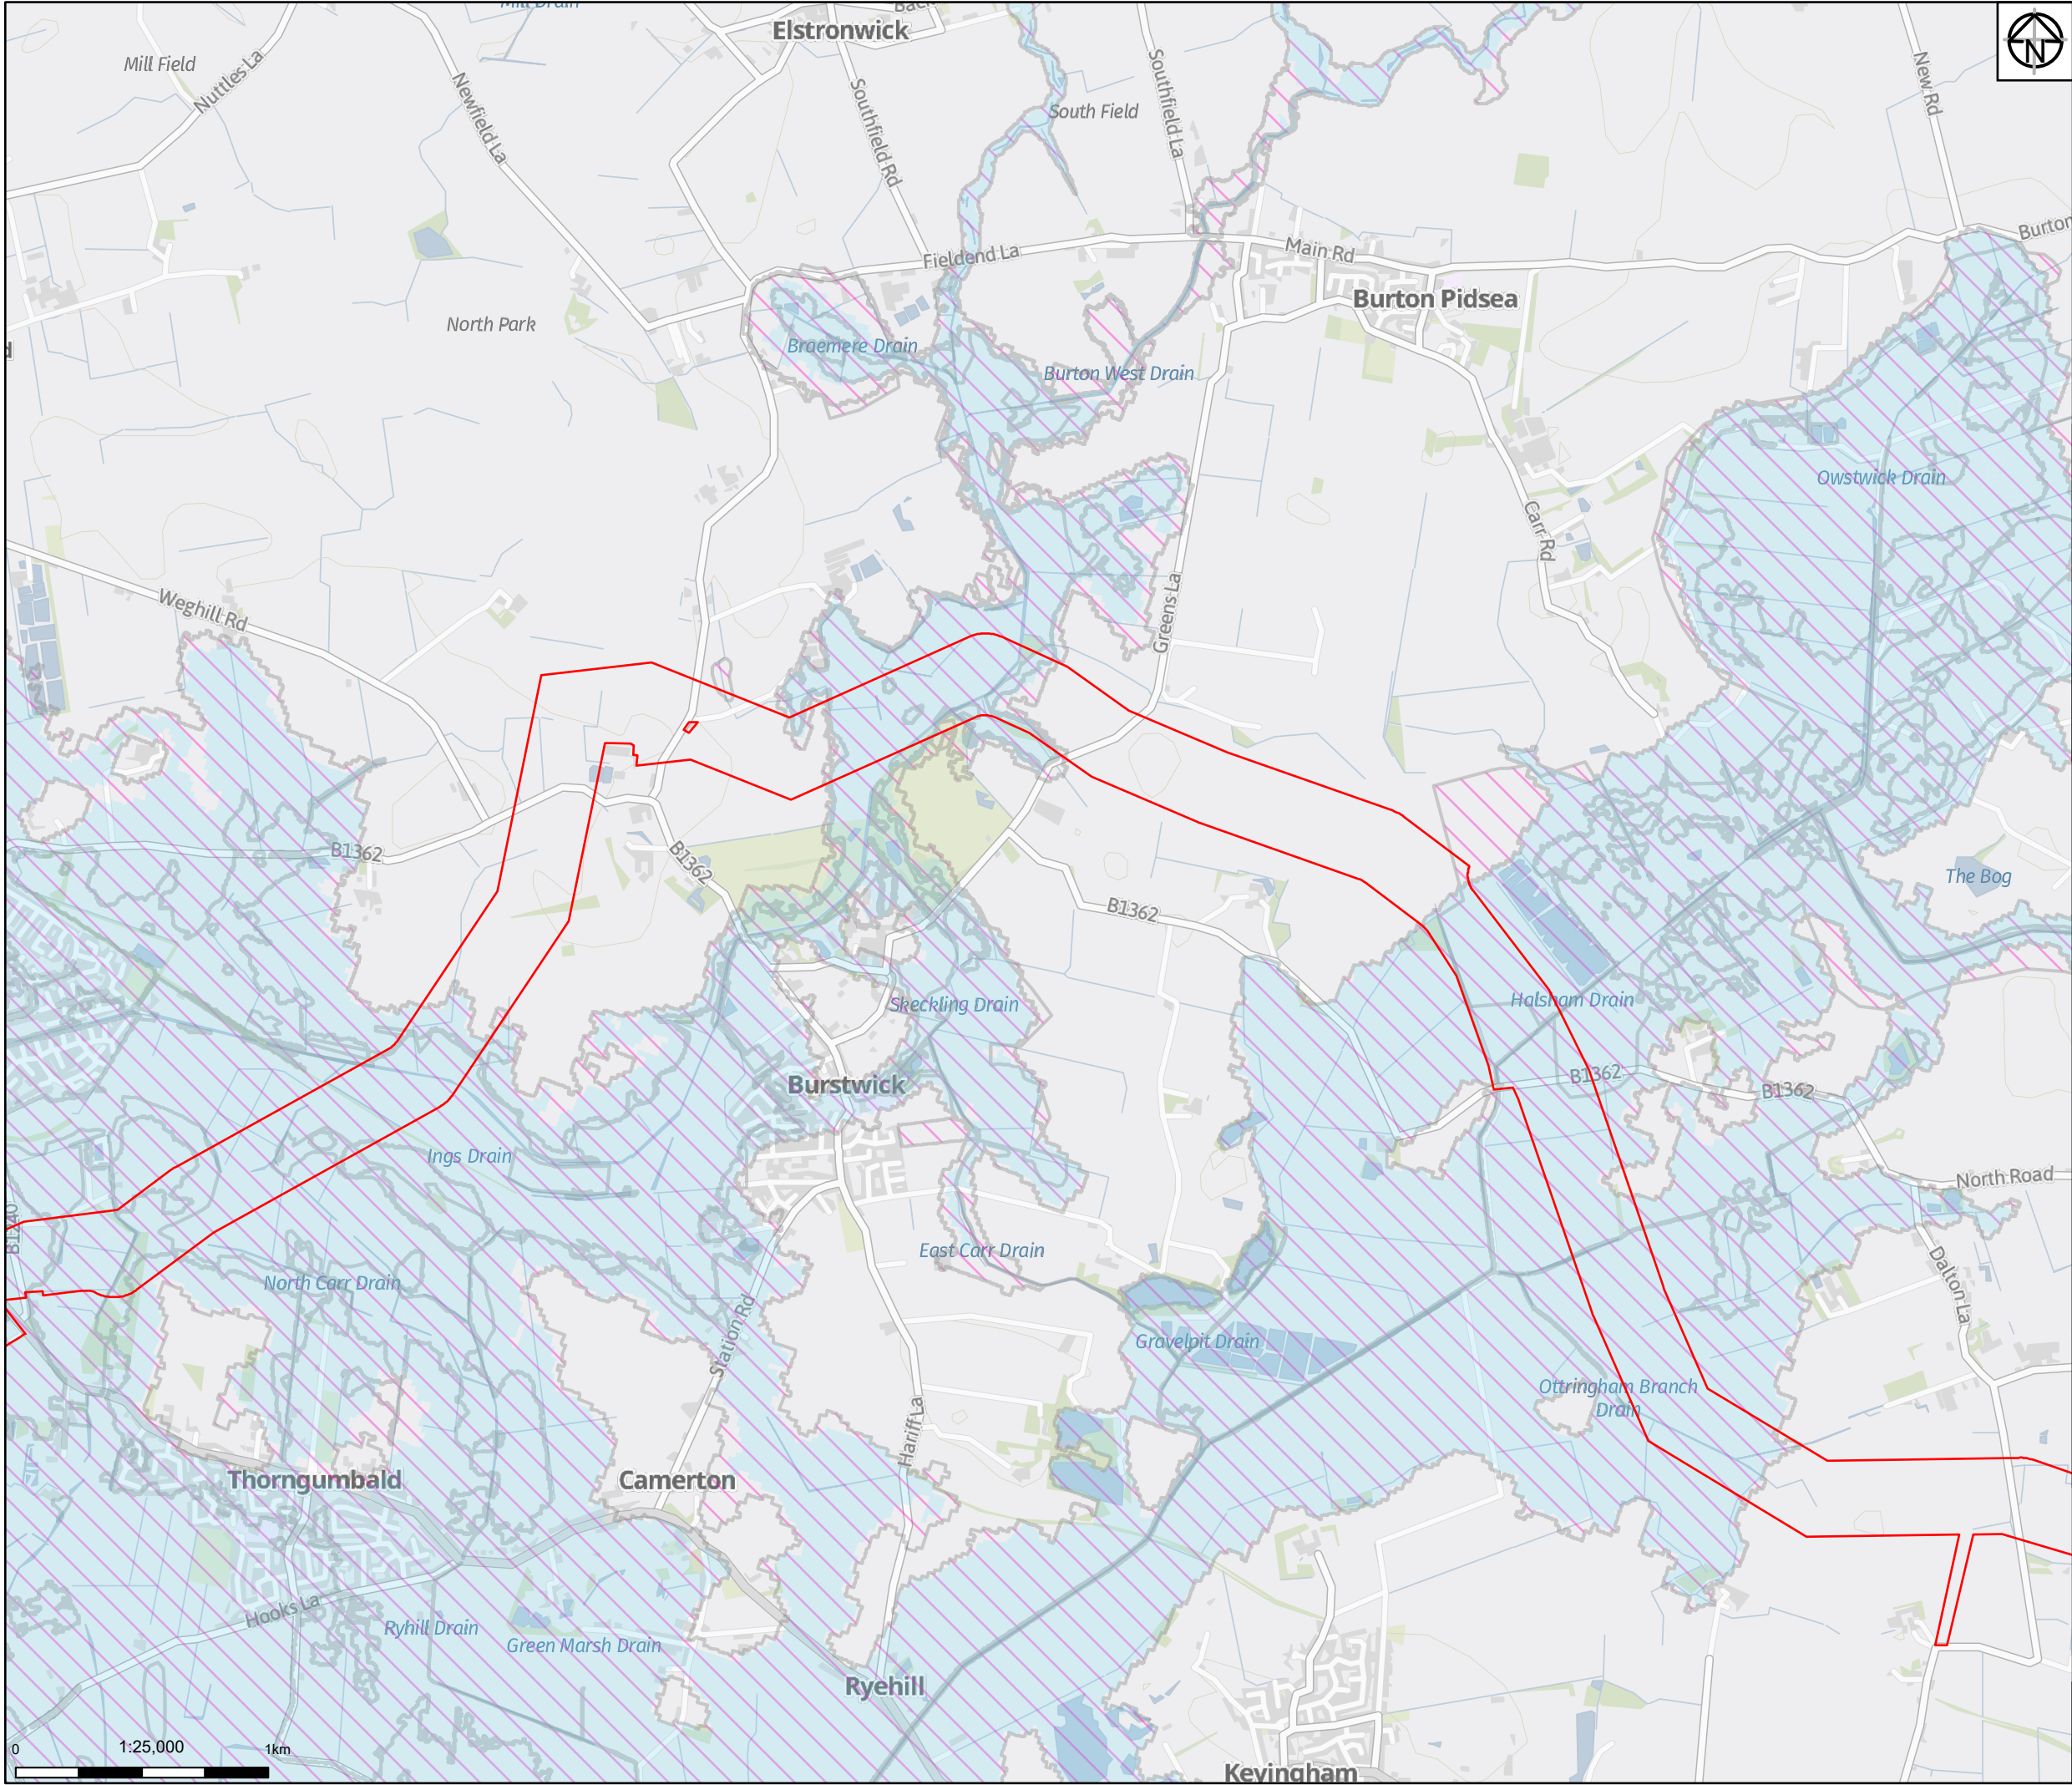 Mill Drain
Back
Elstronwick
N
Mill Field
Nuttles La
Newfield La
Southfield Rd
South Field
Southfield La
New Rd
Burton
Fieldend La
Main Rd
Burton Pidsea
North Park
d
Braemere Drain
Burton West Drain
Owstwick Drain
Carr Rd
Weghill Rd
Greens La
B1362
B1362
The Bog
B1362
Skeckling Drain
Halsham Drain
Burstwick
B1362
B1362
Ings Drain
North Road
B1240
East Carr Drain
North Carr Drain
Dalton La
Station Rd
Gravelpit Drain
Ottringham Branch
Drain
Hariff La
Thorngumbald
Camerton
Hooks La
Ryhill Drain
Green Marsh Drain
Ryehill
0
1:25,000
1km
Keyingham